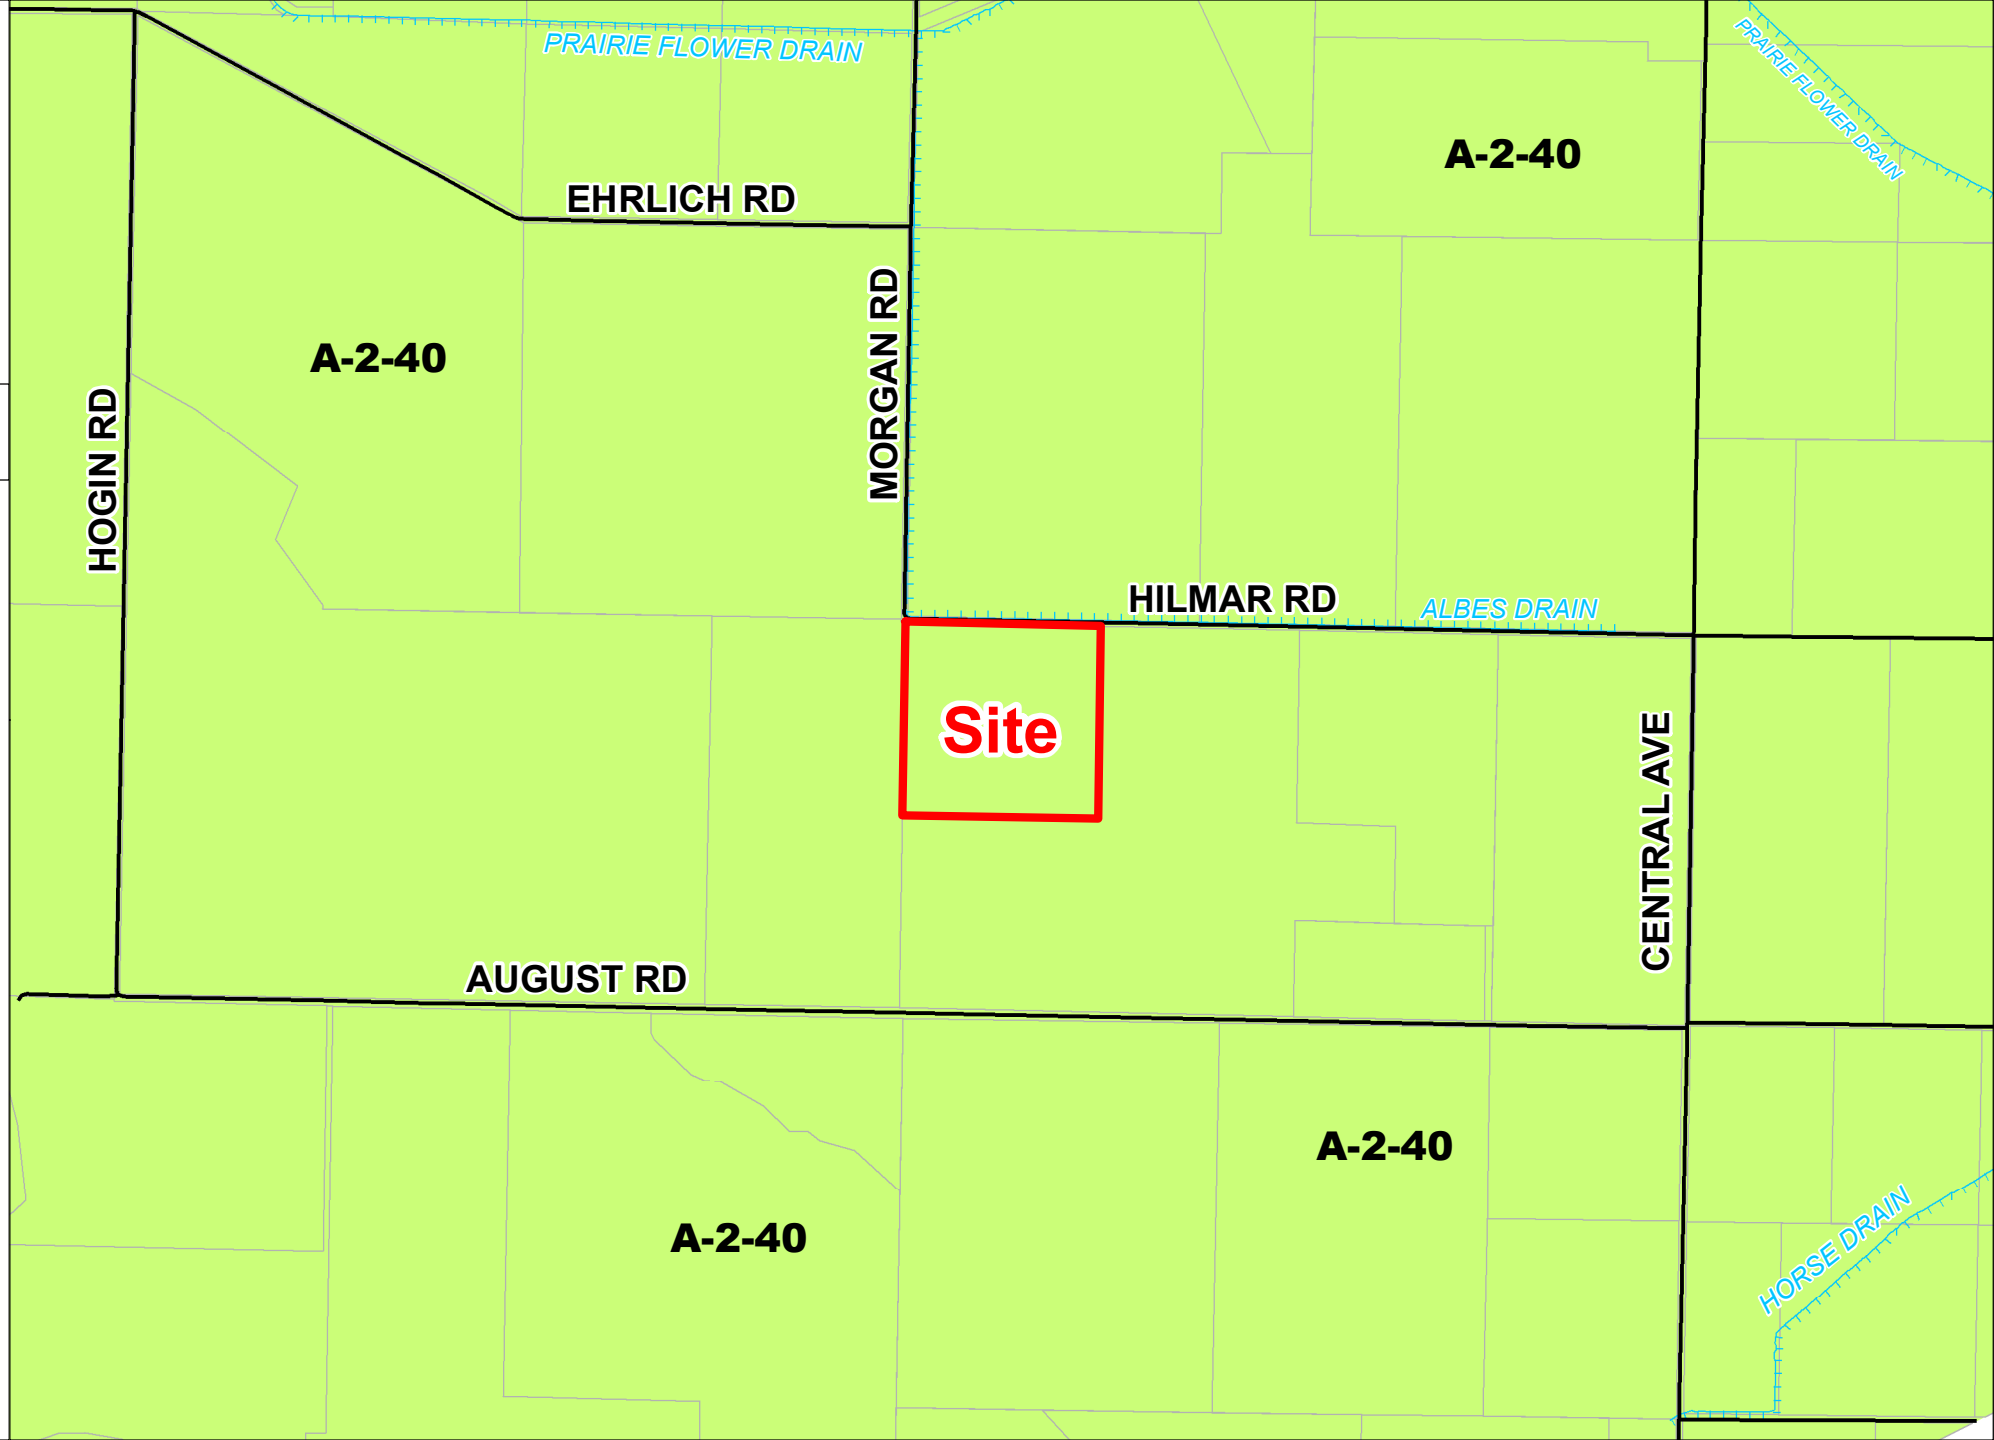 PRAIRIE FLOWER DRAIN
PRAIRIE FLOWER DRAIN
A-2-40
EHRLICH RD
MORGAN RD
A-2-40
HOGIN RD
HILMAR RD
ALBES DRAIN
Site
CENTRAL AVE
AUGUST RD
A-2-40
A-2-40
HORSE DRAIN